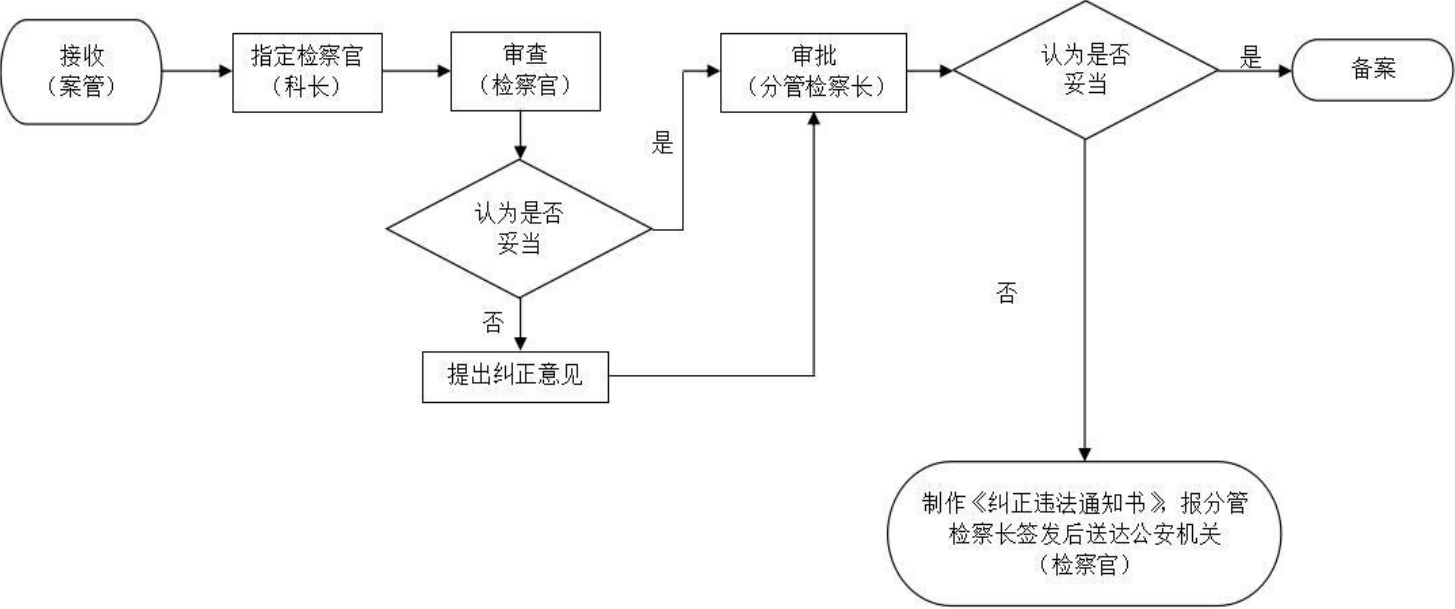 接收
（案管）
指定检察官
（科长）
审查
（检察官）
审批
（分管检察长）
认为是否
妥当
是
备案
是
认为是否
妥当
否
提出纠正意见
否
制作《纠正违法通知书》，报分管
检察长签发后送达公安机关
（检察官）